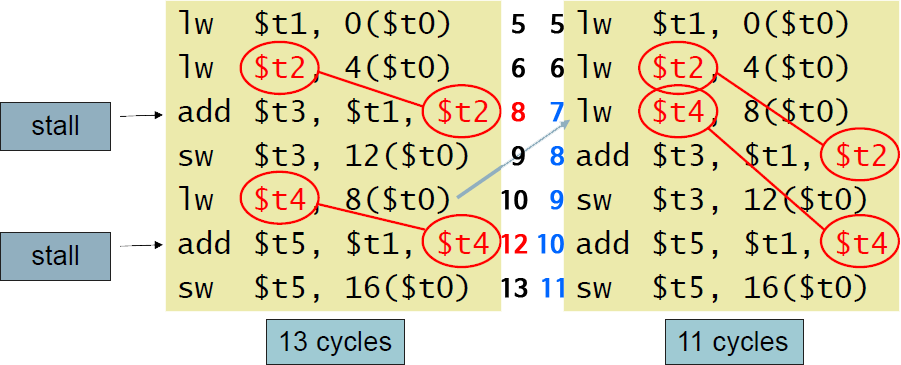 lw $t1, 0($t0) 5 5 lw $t1, 0($t0)
lw $t2, 4($t0) 6 6 lw $t2, 4($t0)
stall add $t3, $t1, $t2 8 7 lw $t4, 8($t0)
sw $t3, 12($t0) 9 8 add $t3, $t1, $t2
lw $t4, 8($t0) 10 9 sw $t3, 12($t0)
stall add $t5, $t1, $t4 12 10 add $t5, $t1, $t4
sw $t5, 16($t0) 13 11 sw $t5, 16($t0)
13 cycles 11 cycles